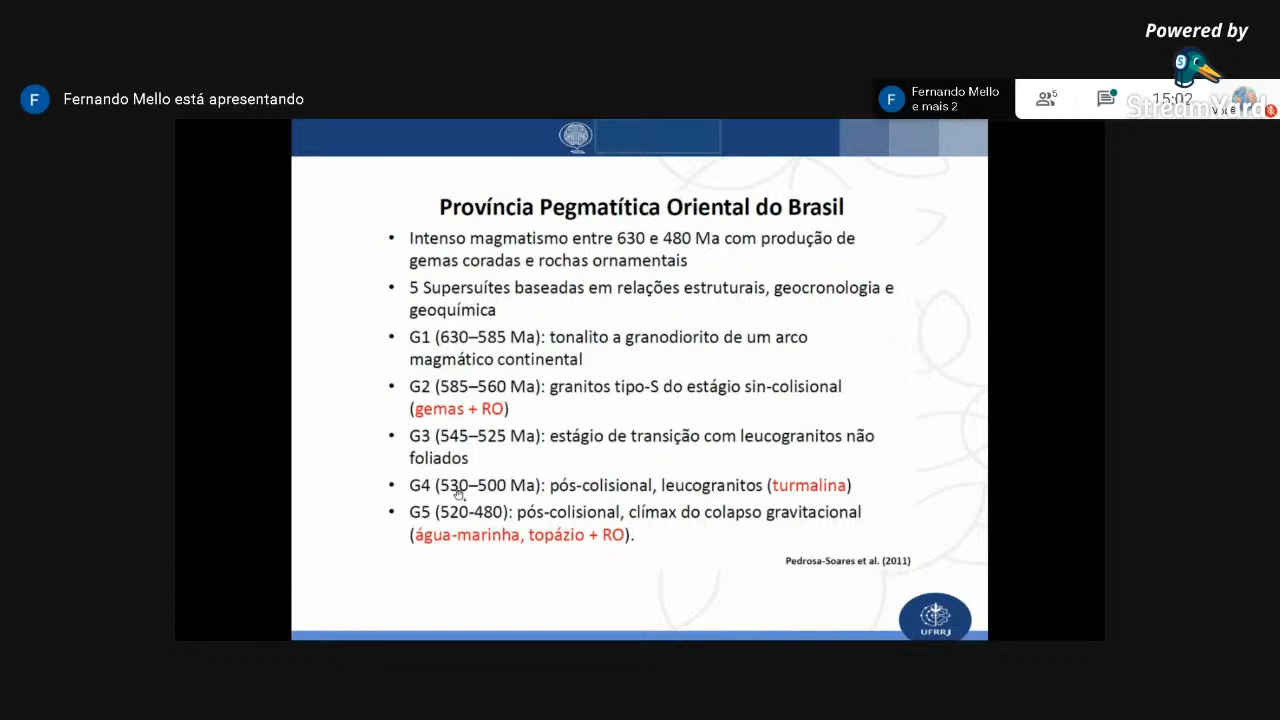 Powered by
Fernando Mello está apresentando
F
F
Fernando Mello
e mais 2
5
15:02
Você
StreamYard
S
Província Pegmatítica Oriental do Brasil
• Intenso magmatismo entre 630 e 480 Ma com produção de
gemas coradas e rochas ornamentais
• 5 Supersuítes baseadas em relações estruturais, geocronologia e
geoquímica
• G1 (630–585 Ma): tonalito a granodiorito de um arco
magmático continental
• G2 (585–560 Ma): granitos tipo-S do estágio sin-colisional
(gemas + RO)
• G3 (545–525 Ma): estágio de transição com leucogranitos não
foliados
• G4 (530–500 Ma): pós-colisional, leucogranitos (turmalina)
• G5 (520-480): pós-colisional, clímax do colapso gravitacional
(água-marinha, topázio + RO).
Pedrosa-Soares et al. (2011)
UFRRJ